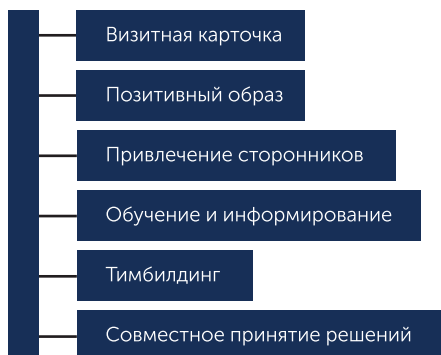 Визитная карточка
Позитивный образ
Привлечение сторонников
Обучение и информирование
Тимбилдинг
Совместное принятие решений